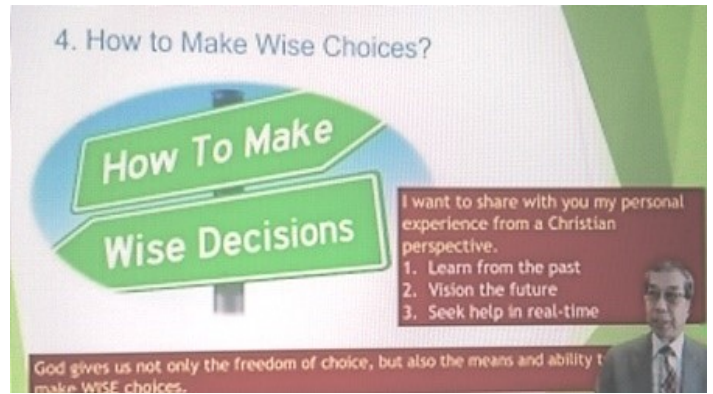 4. How to Make Wise Choices?
How To Make
Wise Decisions
I want to share with you my personal
experience from a Christian
perspective.
1. Learn from the past
2. Vision the future
3. Seek help in real-time
God gives us not only the freedom of choice, but also the means and ability t
make WISE choices.